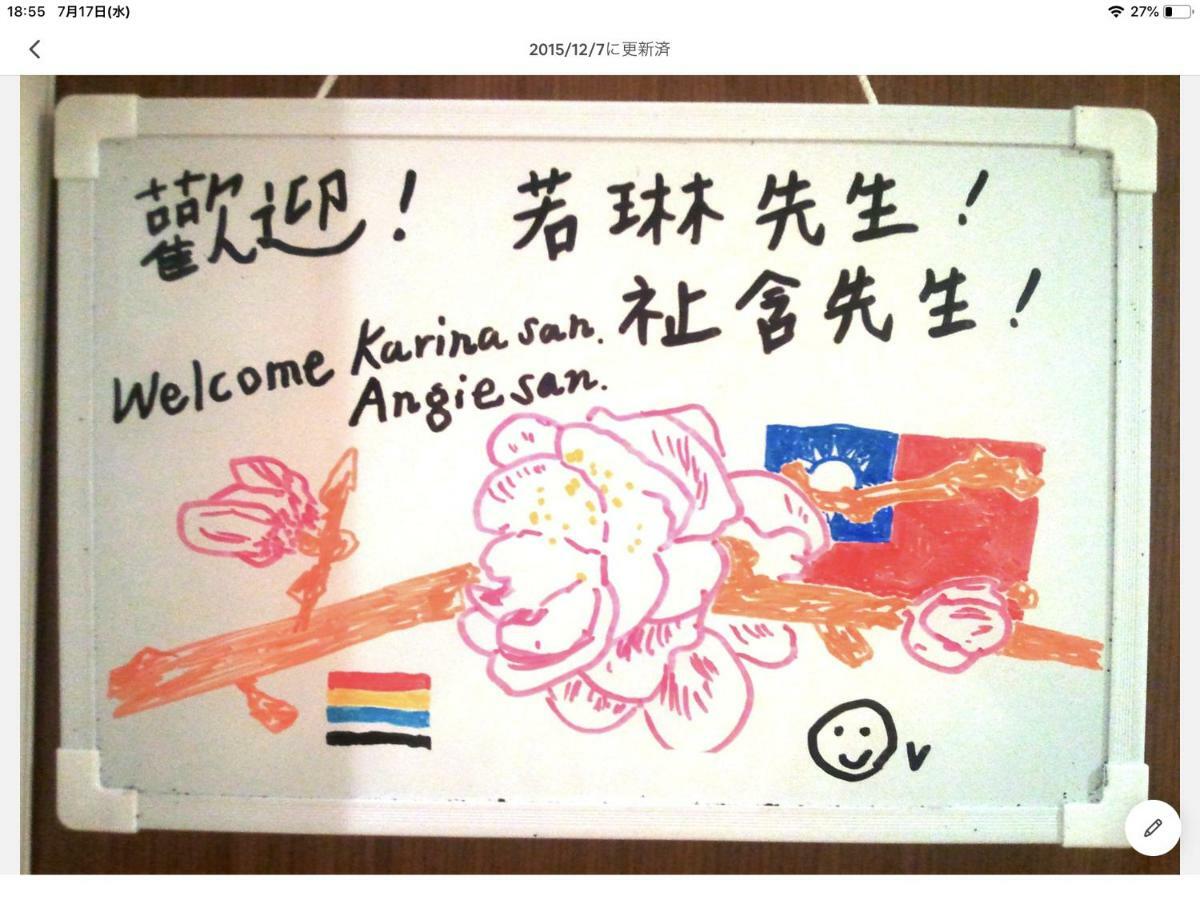 18:55 7月17日(水)
27%
2015/12/7に更新済
歡迎! 若琳先生!
祉含先生!
Welcome Karina san.
Angie san.